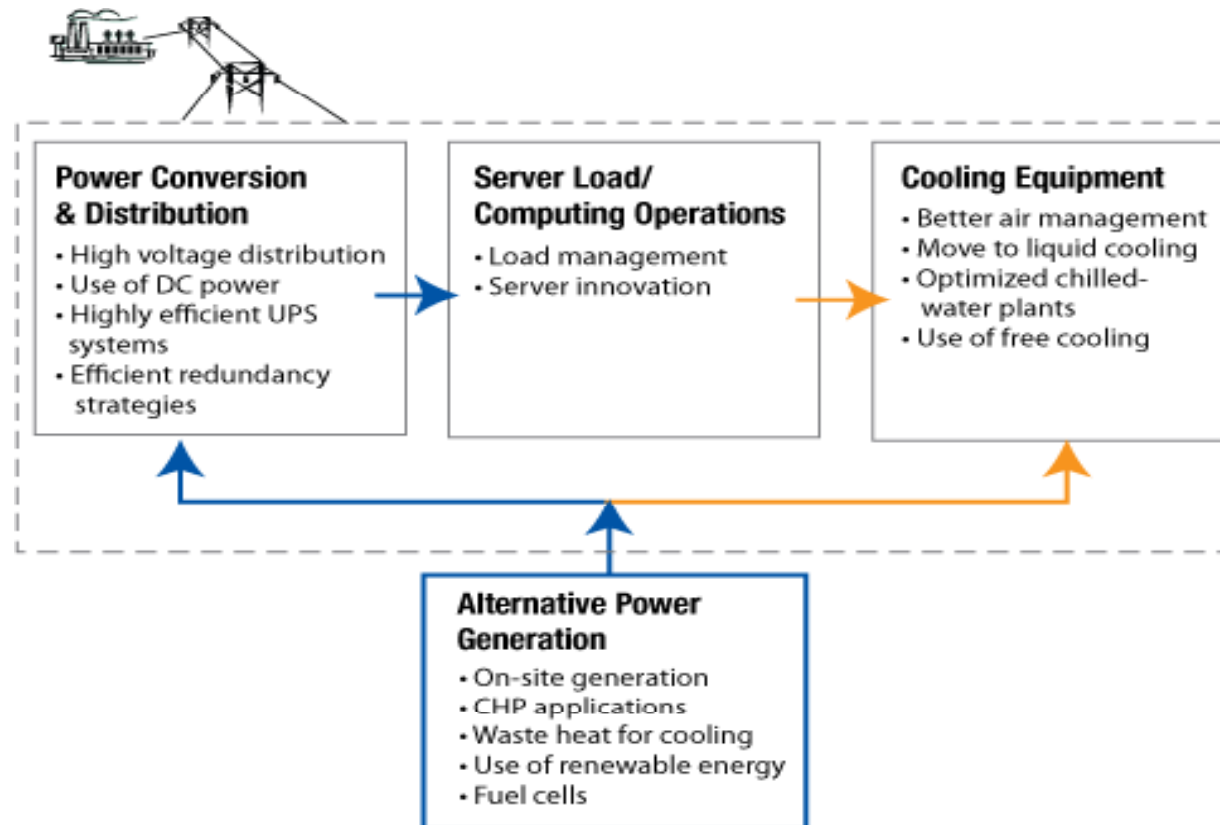 Power Conversion
& Distribution
• High voltage distribution
• Use of DC power
• Highly efficient UPS
systems
• Efficient redundancy
strategies
Server Load/
Computing Operations
• Load management
• Server innovation
Cooling Equipment
• Better air management
• Move to liquid cooling
• Optimized chilled-
water plants
• Use of free cooling
Alternative Power
Generation
• On-site generation
• CHP applications
• Waste heat for cooling
• Use of renewable energy
• Fuel cells